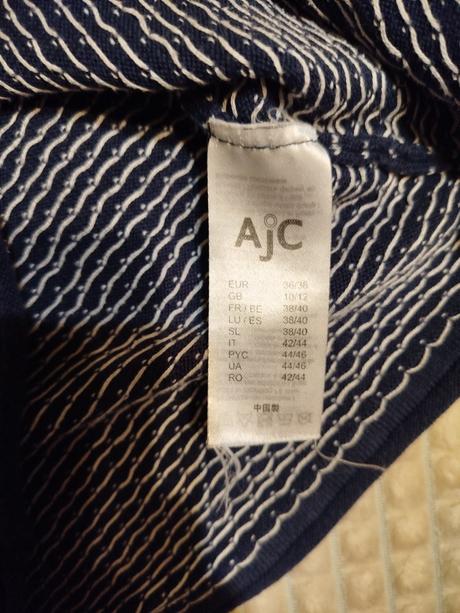 AjC
EUR 36/38
GB 10/12
FR / BE 38/40
LU / ES 38/40
SL 38/40
IT 42/44
PYC 44/46
UA 44/46
RO 42/44
中国製